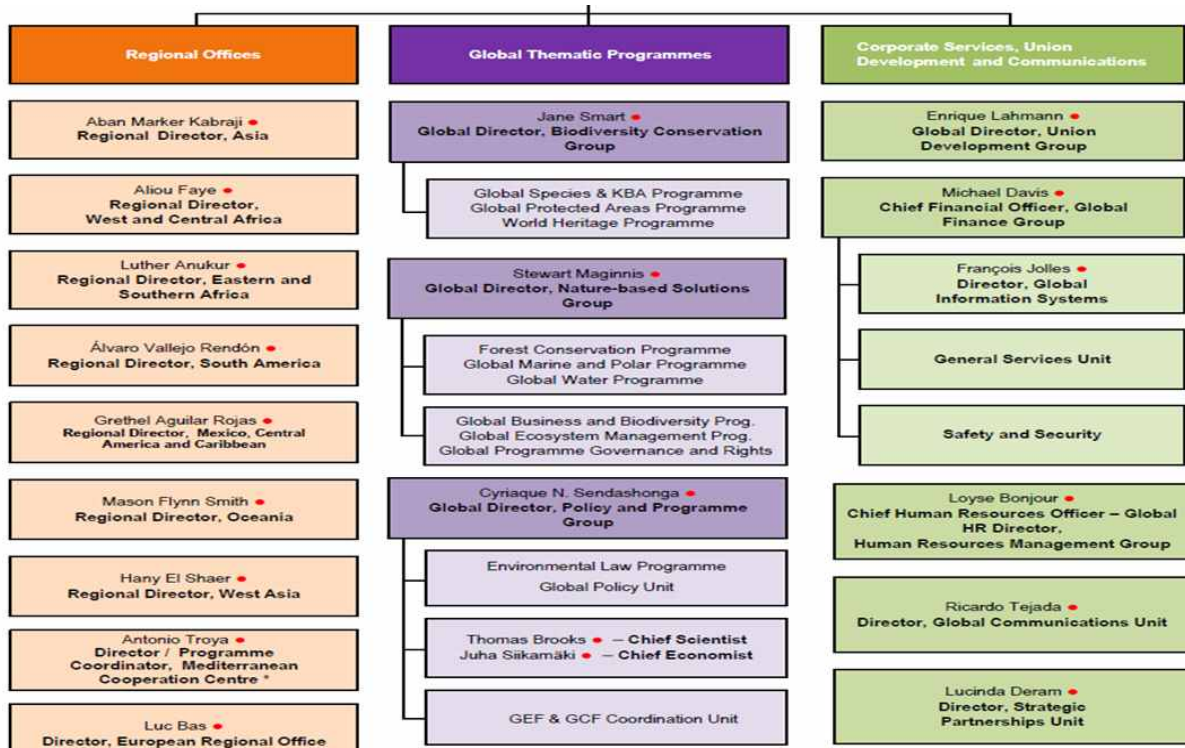 Regional Offices
Aban Marker Kabraji
Regional Director, Asia
Aliou Faye
Regional Director,
West and Central Africa
Luther Anukur
Regional Director, Eastern and
Southern Africa
Álvaro Vallejo Rendón
Regional Director, South America
Grethel Aguilar Rojas
Regional Director, Mexico, Central
America and Caribbean
Mason Flynn Smith
Regional Director, Oceania
Hany El Shaer
Regional Director, West Asia
Antonio Troya
Director / Programme
Coordinator, Mediterranean
Cooperation Centre *
Luc Bas
Director, European Regional Office
Global Thematic Programmes
Jane Smart
Global Director, Biodiversity Conservation
Group
Global Species & KBA Programme
Global Protected Areas Programme
World Heritage Programme
Stewart Maginnis
Global Director, Nature-based Solutions
Group
Forest Conservation Programme
Global Marine and Polar Programme
Global Water Programme
Global Business and Biodiversity Prog.
Global Ecosystem Management Prog.
Global Programme Governance and Rights
Cyriaque N. Sendashonga
Global Director, Policy and Programme
Group
Environmental Law Programme
Global Policy Unit
Thomas Brooks – Chief Scientist
Juha Siikamäki – Chief Economist
GEF & GCF Coordination Unit
Corporate Services, Union
Development and Communications
Enrique Lahmann
Global Director, Union
Development Group
Michael Davis
Chief Financial Officer, Global
Finance Group
François Jolles
Director, Global
Information Systems
General Services Unit
Safety and Security
Loyse Bonjour
Chief Human Resources Officer – Global
HR Director,
Human Resources Management Group
Ricardo Tejada
Director, Global Communications Unit
Lucinda Deram
Director, Strategic
Partnerships Unit